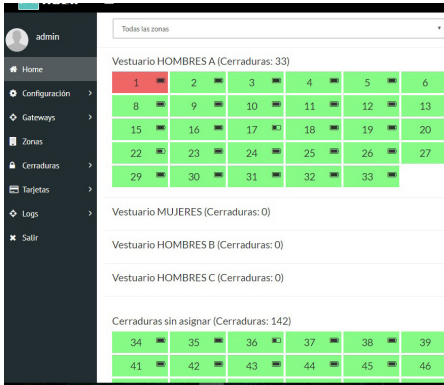 admin
Home
Configuración
Gateways
Zonas
Cerraduras
Tarjetas
Logs
Salir
Todas las zonas
Vestuario HOMBRES A (Cerraduras: 33)
1 2 3 4 5 6
8 9 10 11 12 13
15 16 17 18 19 20
22 23 24 25 26 27
29 30 31 32 33
Vestuario MUJERES (Cerraduras: 0)
Vestuario HOMBRES B (Cerraduras: 0)
Vestuario HOMBRES C (Cerraduras: 0)
Cerraduras sin asignar (Cerraduras: 142)
34 35 36 37 38 39
41 42 43 44 45 46